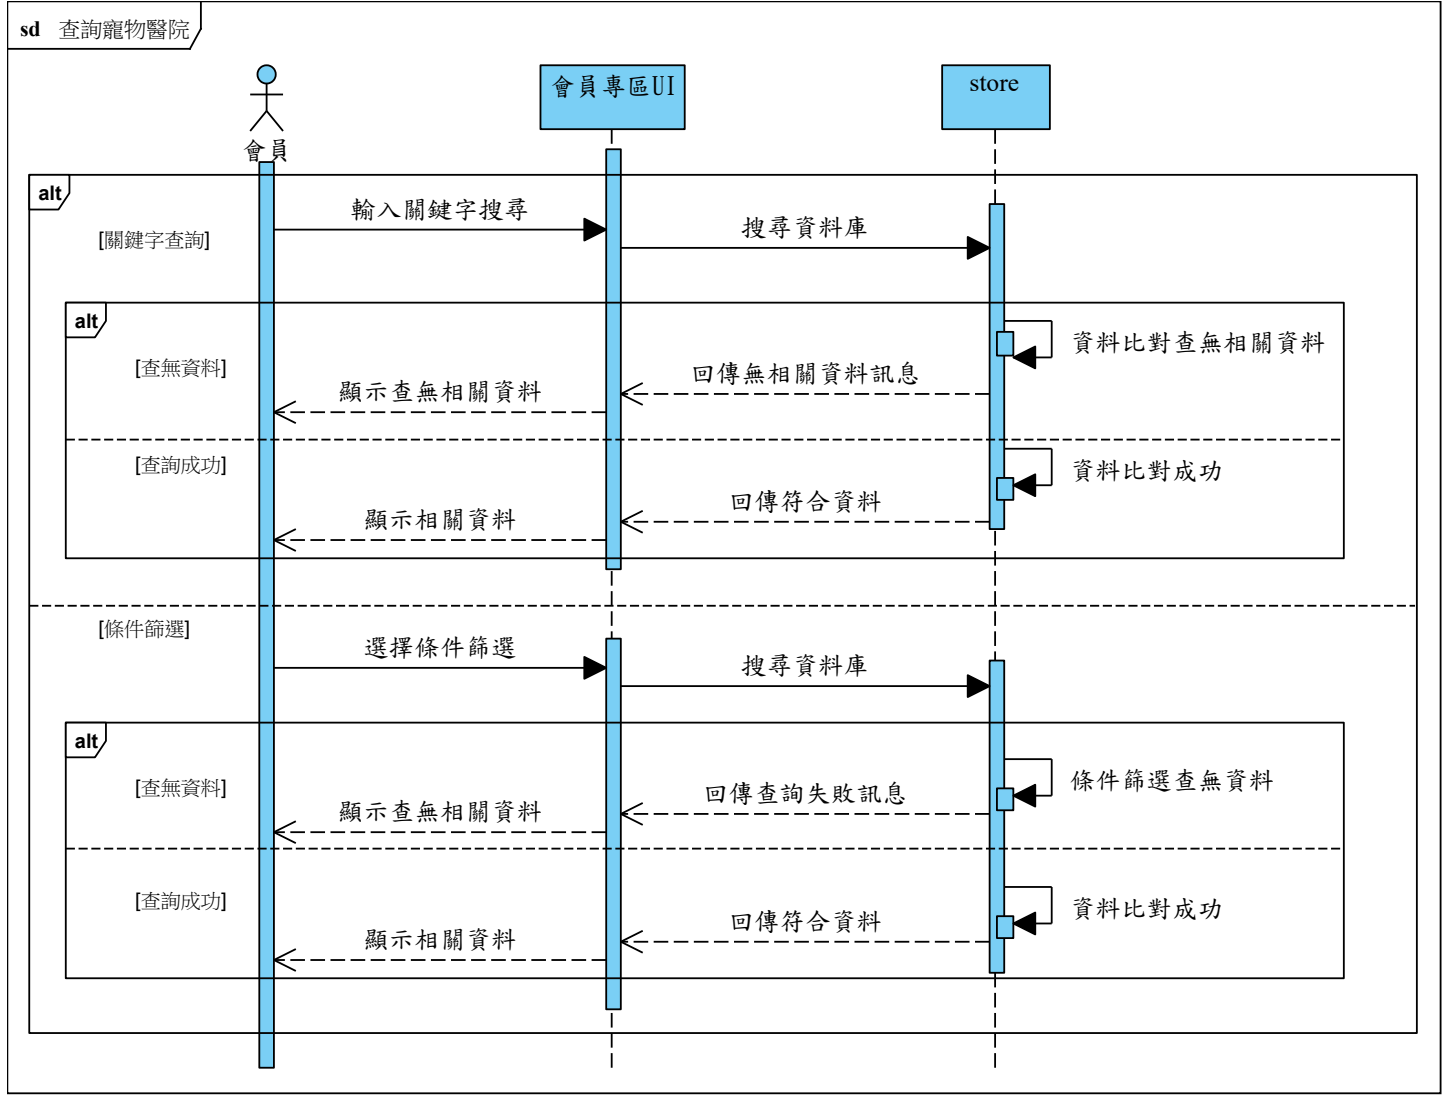 sd 查詢寵物醫院
會員專區UI
store
會員
alt
輸入關鍵字搜尋
搜尋資料庫
[關鍵字查詢]
alt
資料比對查無相關資料
[查無資料]
回傳無相關資料訊息
顯示查無相關資料
[查詢成功]
資料比對成功
回傳符合資料
顯示相關資料
[條件篩選]
選擇條件篩選
搜尋資料庫
alt
條件篩選查無資料
[查無資料]
回傳查詢失敗訊息
顯示查無相關資料
[查詢成功]
資料比對成功
回傳符合資料
顯示相關資料